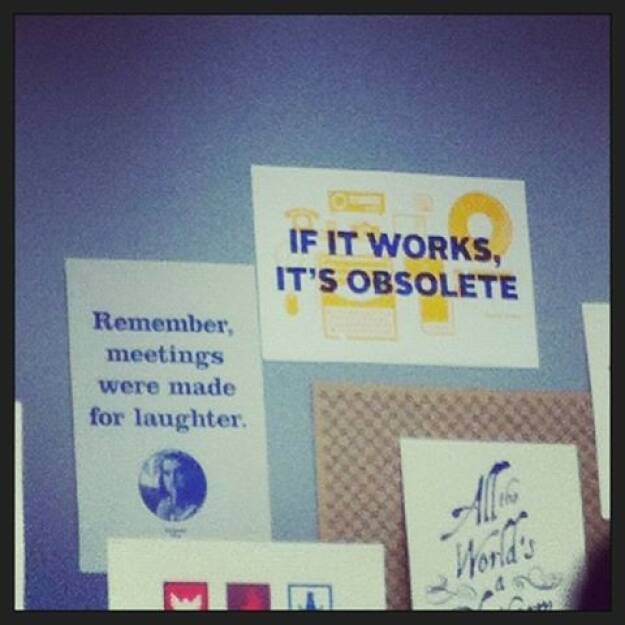 IF IT WORKS,
IT'S OBSOLETE
Remember,
meetings
were made
for laughter.
All the
World's
a